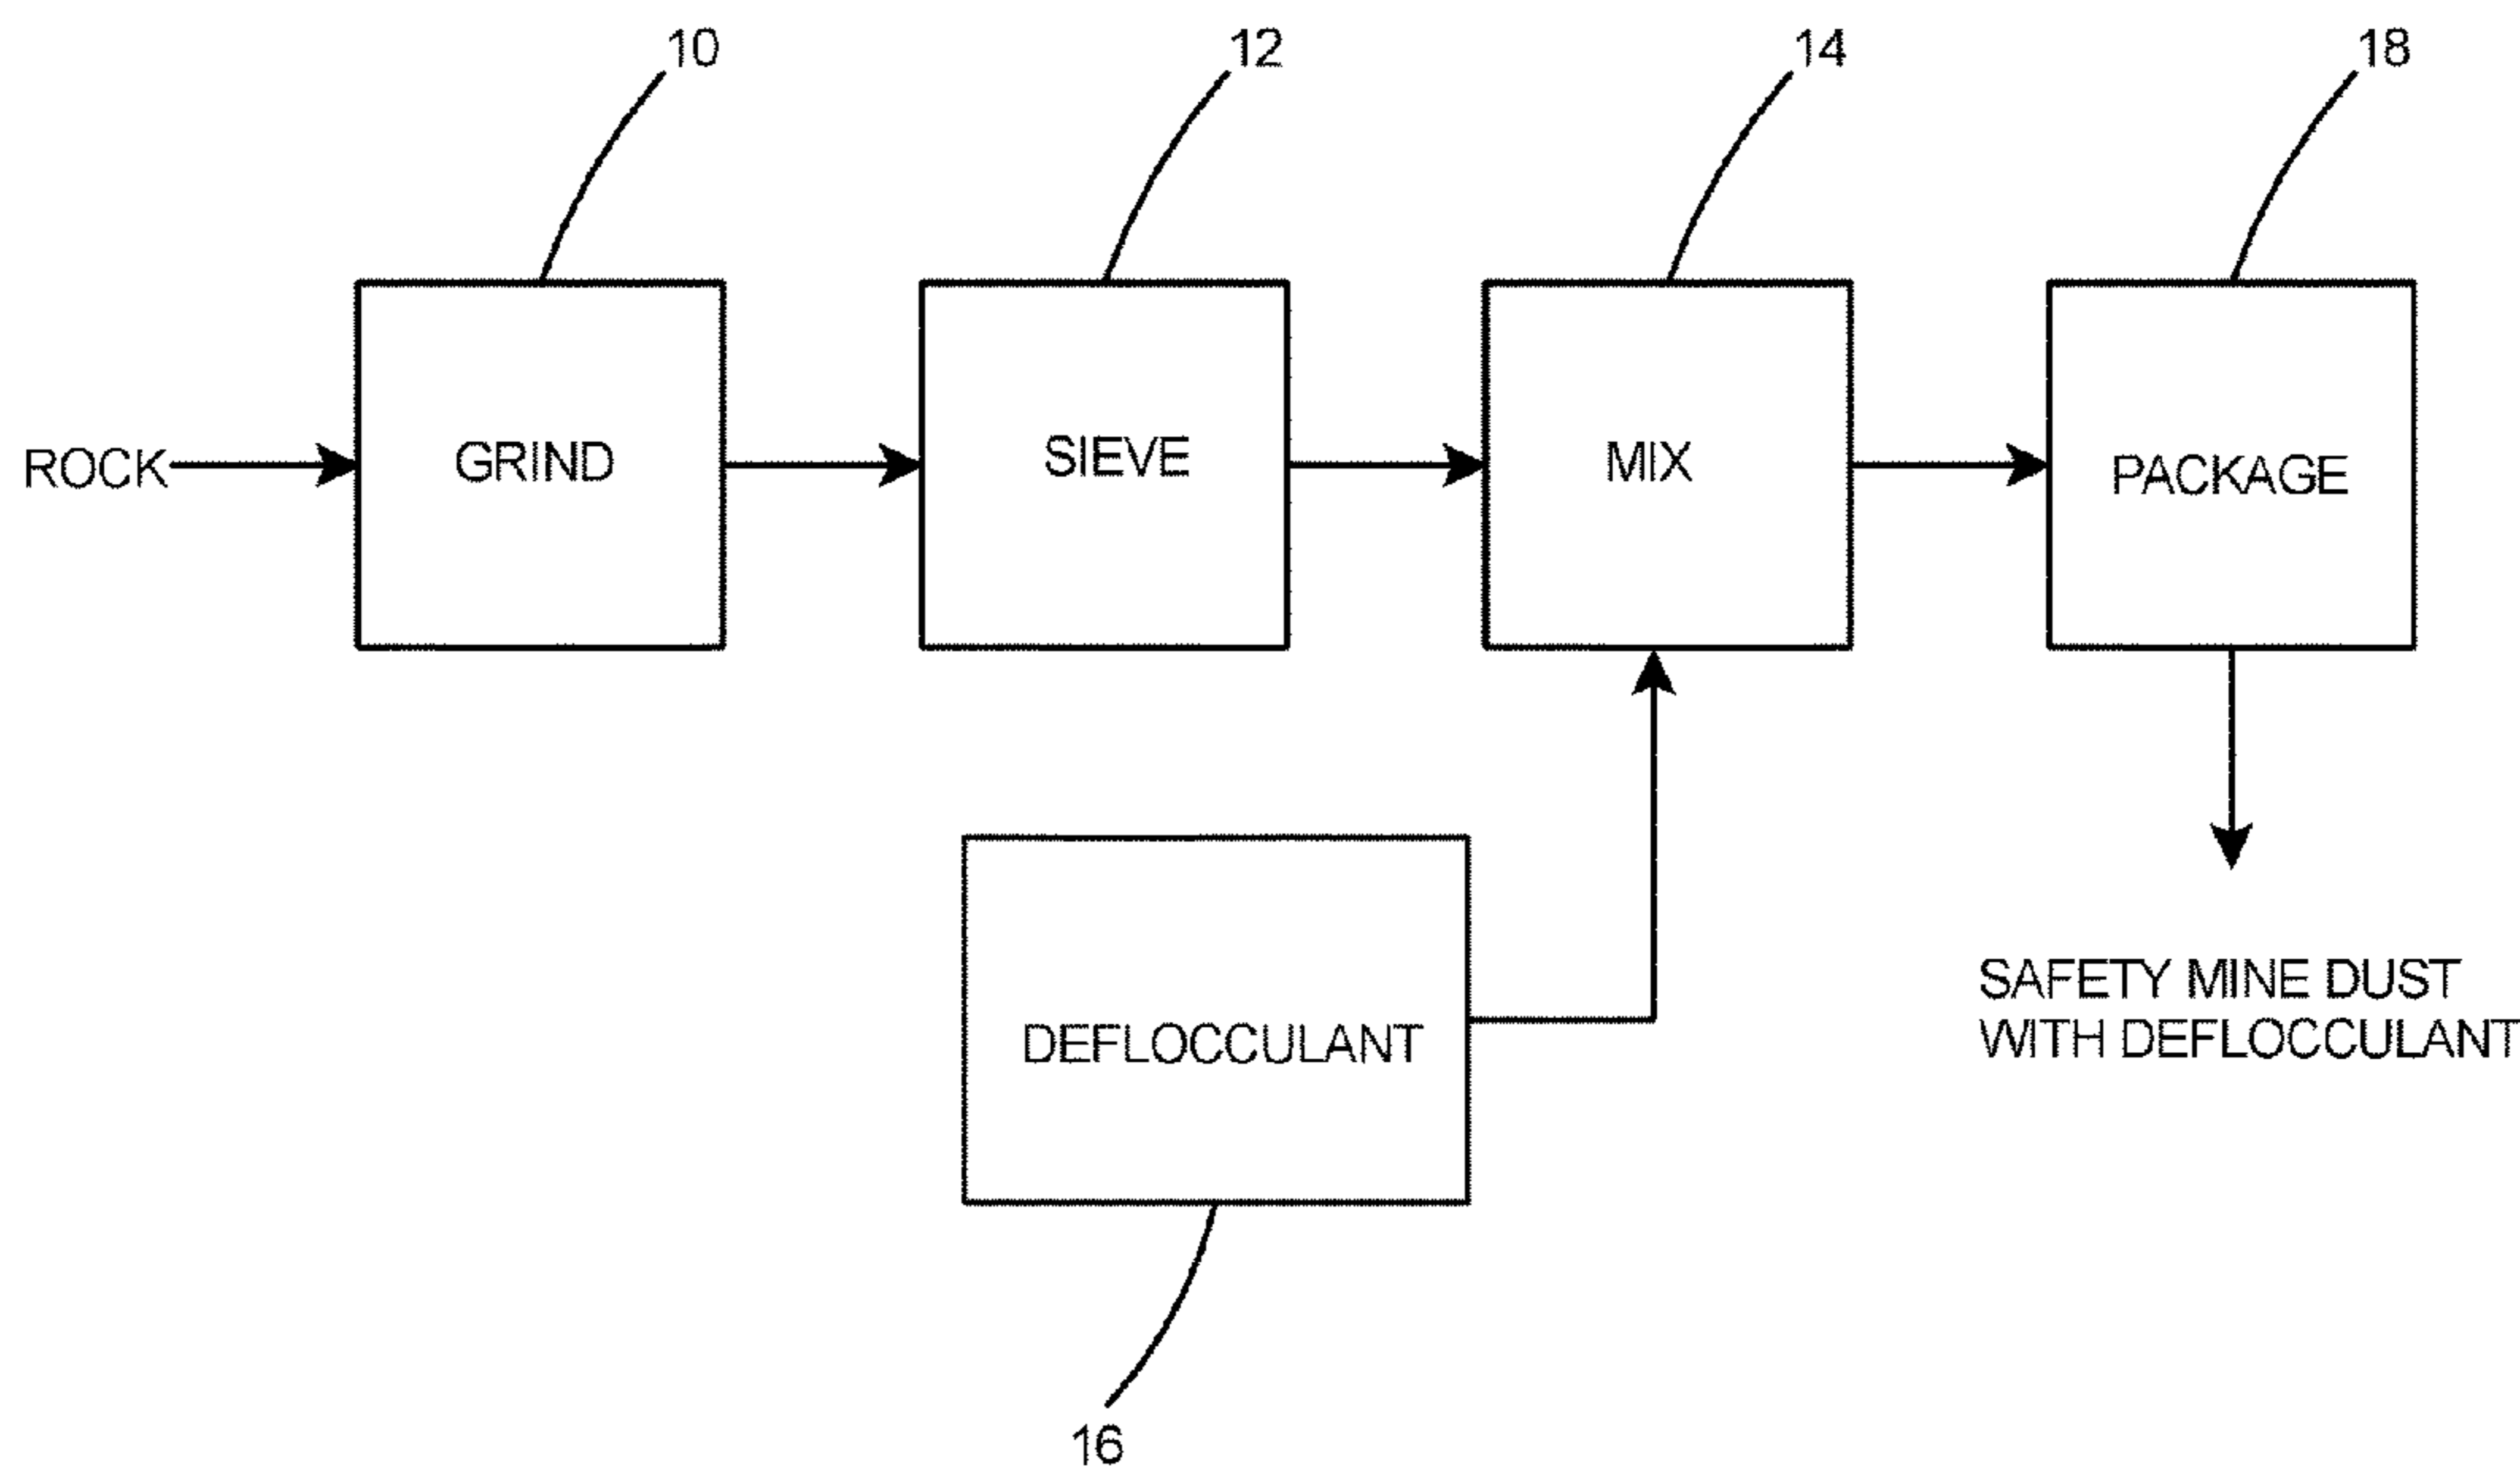 10
12
14
18
ROCK
GRIND
SIEVE
MIX
PACKAGE
DEFLOCCULANT
SAFETY MINE DUST
WITH DEFLOCCULANT
16